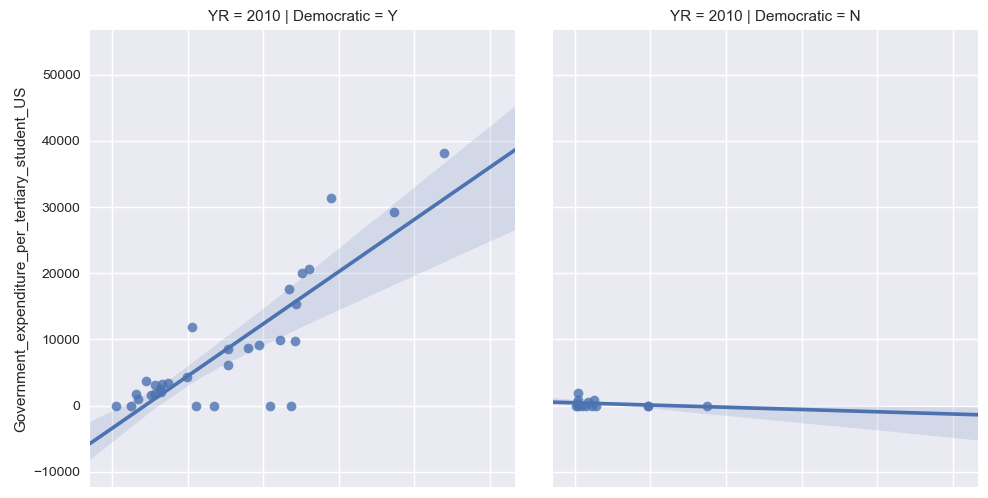 YR = 2010 | Democratic = Y
YR = 2010 | Democratic = N
Government_expenditure_per_tertiary_student_US
50000
40000
30000
20000
10000
0
−10000